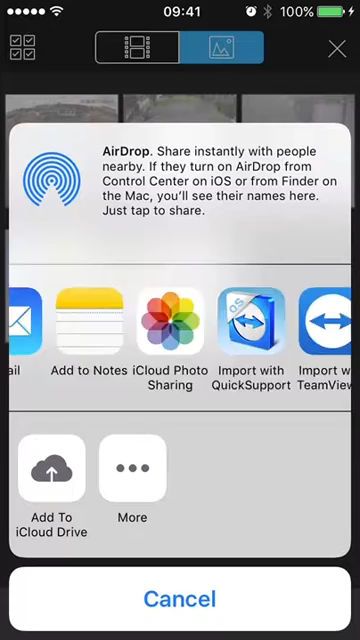 09:41
100%
AirDrop. Share instantly with people
nearby. If they turn on AirDrop from
Control Center on iOS or from Finder on
the Mac, you'll see their names here.
Just tap to share.
ail
Add to Notes
iCloud Photo
Sharing
iOS
Import with
QuickSupport
Import w
TeamView
Add To
iCloud Drive
More
Cancel